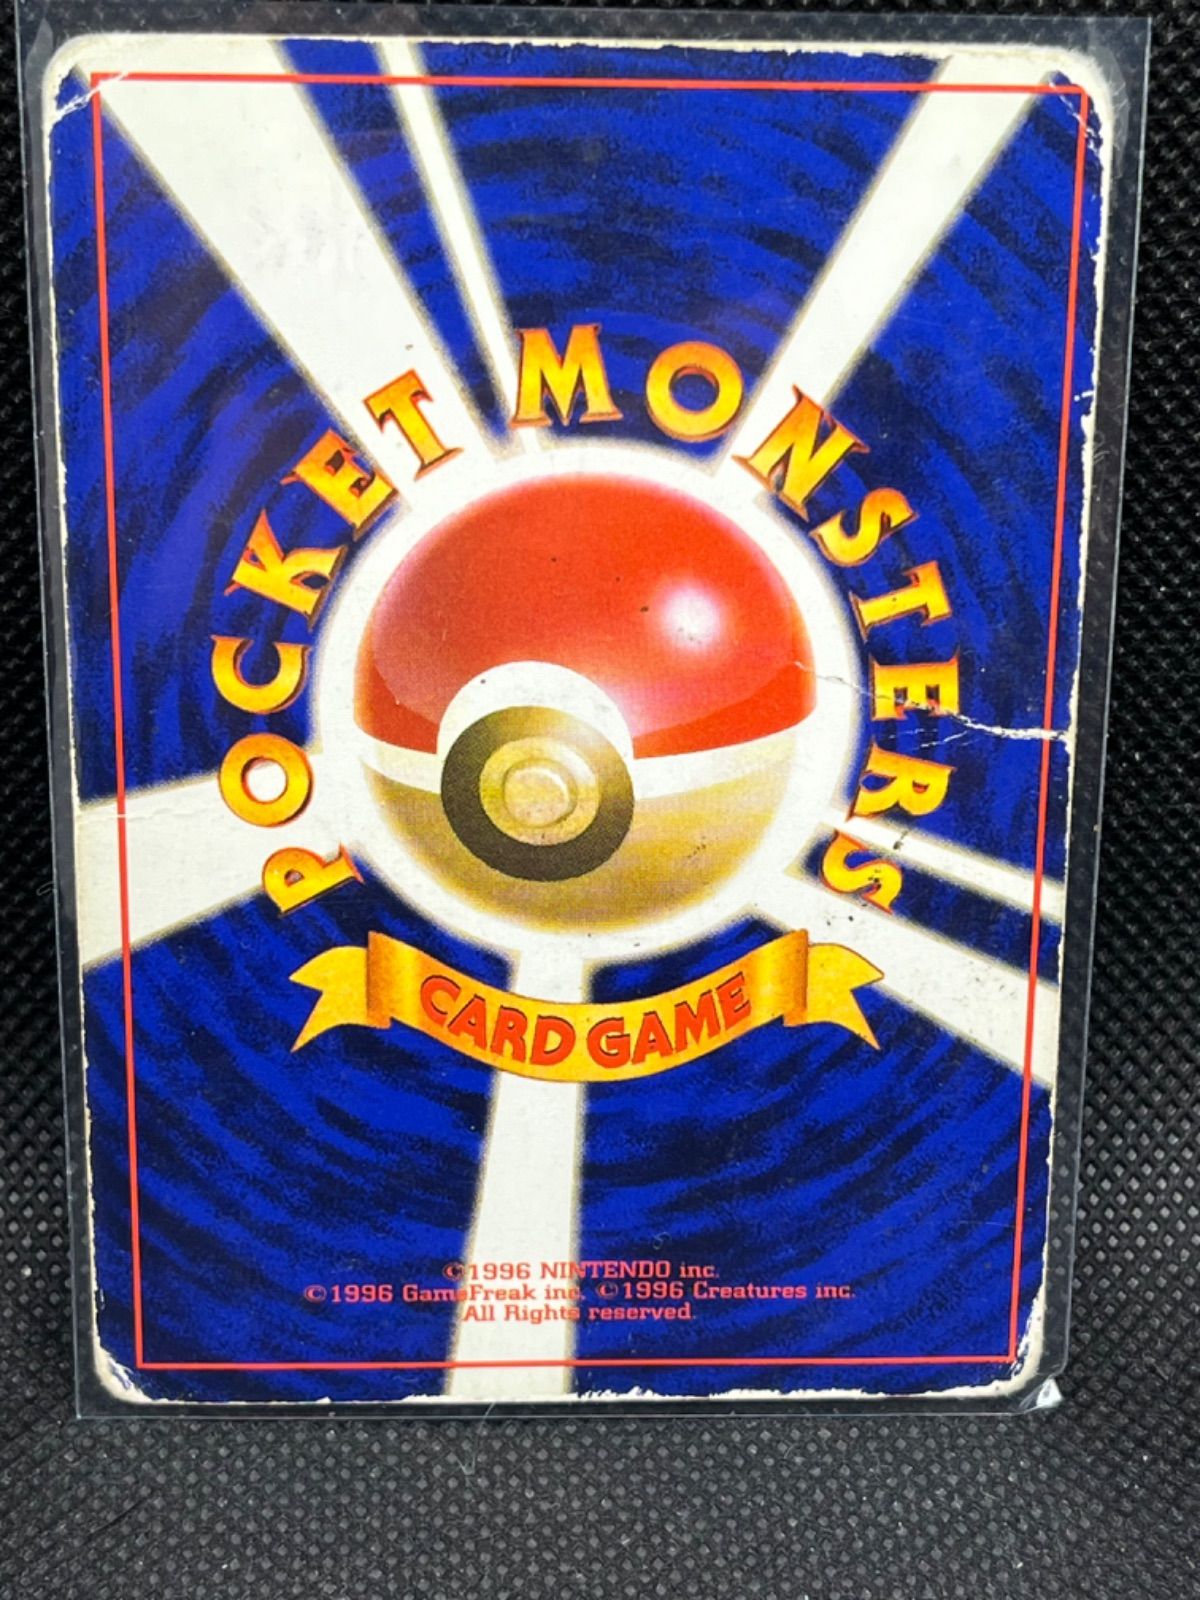 POCKET MONSTERS
CARD GAME
©1996 NINTENDO inc.
©1996 GameFreak inc. ©1996 Creatures inc.
All Rights reserved.